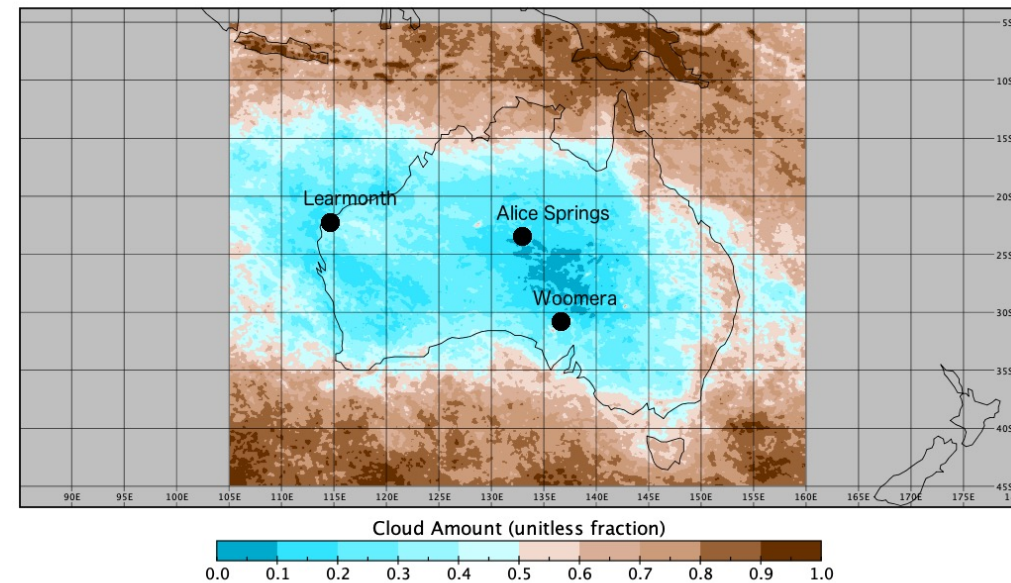 5S
10S
15S
20S
25S
30S
35S
40S
45S
Learmonth
Alice Springs
Woomera
90E 95E 100E 105E 110E 115E 120E 125E 130E 135E 140E 145E 150E 155E 160E 165E 170E 175E
Cloud Amount (unitless fraction)
0.0 0.1 0.2 0.3 0.4 0.5 0.6 0.7 0.8 0.9 1.0